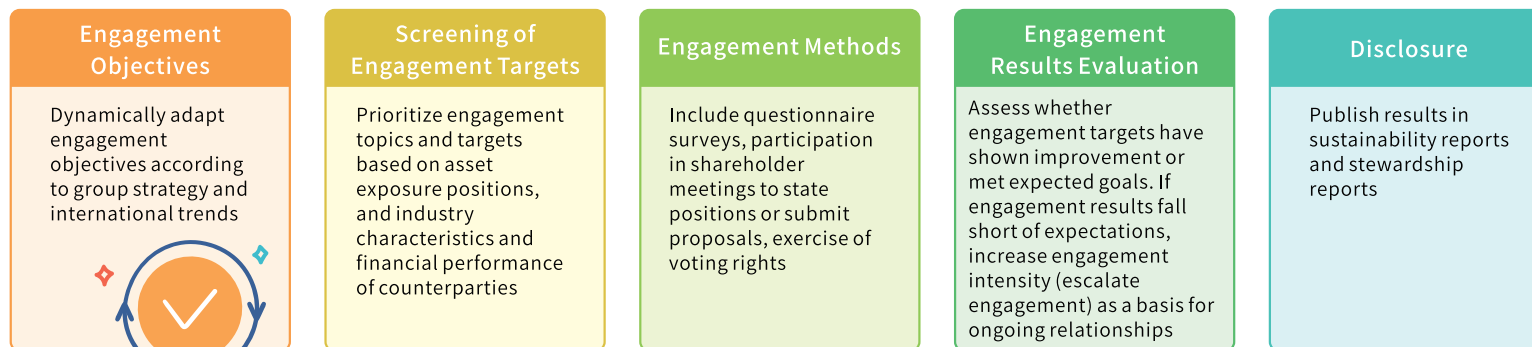 Engagement
Objectives
Dynamically adapt
engagement
objectives according
to group strategy and
international trends
Screening of
Engagement Targets
Prioritize engagement
topics and targets
based on asset
exposure positions,
and industry
characteristics and
financial performance
of counterparties
Engagement Methods
Include questionnaire
surveys, participation
in shareholder
meetings to state
positions or submit
proposals, exercise of
voting rights
Engagement
Results Evaluation
Assess whether
engagement targets have
shown improvement or
met expected goals. If
engagement results fall
short of expectations,
increase engagement
intensity (escalate
engagement) as a basis for
ongoing relationships
Disclosure
Publish results in
sustainability reports
and stewardship
reports